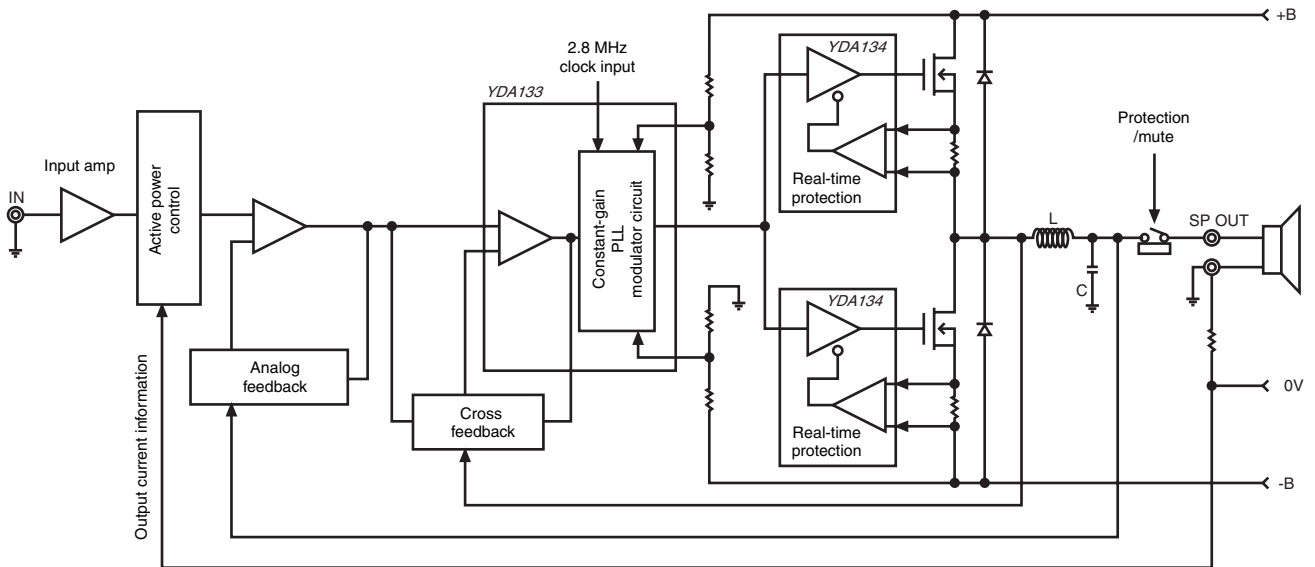 +B
YDA134
2.8 MHz
clock input
YDA133
Protection
/mute
Input amp
IN
Active power
control
Constant-gain
PLL
modulator circuit
Real-time
protection
L
SP OUT
C
YDA134
Analog
feedback
Cross
feedback
Real-time
protection
0V
-B
Output current information